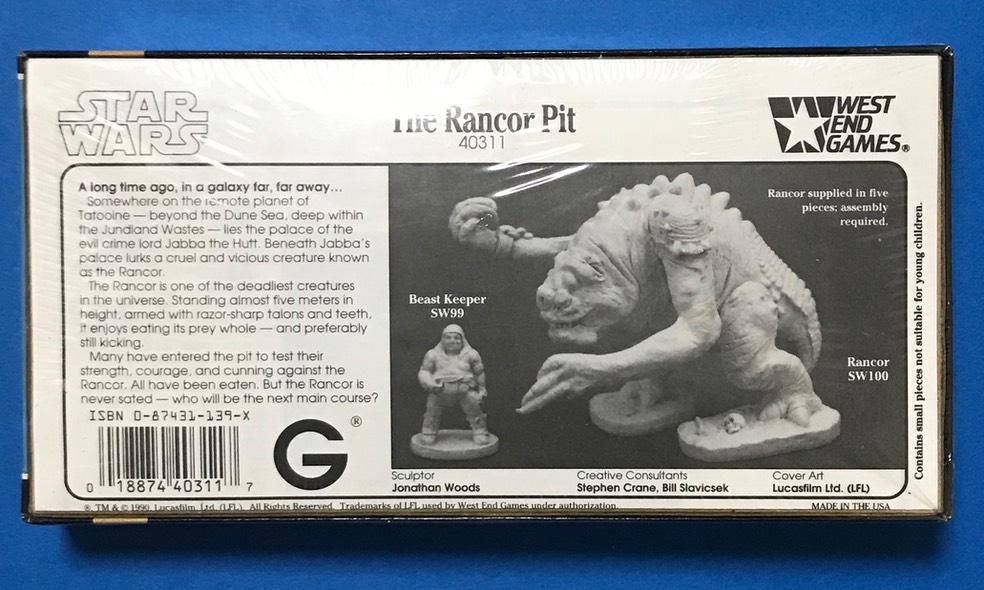 STAR
WARS
The Rancor Pit
40311
WEST
END
GAMES®
A long time ago, in a galaxy far, far away...
Somewhere on the remote planet of
Tatooine — beyond the Dune Sea, deep within
the Jundland Wastes — lies the palace of the
evil crime lord Jabba the Hutt. Beneath Jabba's
palace lurks a cruel and vicious creature known
as the Rancor.
The Rancor is one of the deadliest creatures
in the universe. Standing almost five meters in
height, armed with razor-sharp talons and teeth,
it enjoys eating its prey whole — and preferably
still kicking.
Many have entered the pit to test their
strength, courage, and cunning against the
Rancor. All have been eaten. But the Rancor is
never sated — who will be the next main course?
ISBN 0-87431-139-X
0 18874 40311 7
G®
Rancor supplied in five
pieces; assembly
required.
Beast Keeper
SW99
Rancor
SW100
Sculptor
Jonathan Woods
Creative Consultants
Stephen Crane, Bill Slavicsek
Cover Art
Lucasfilm Ltd. (LFL)
Contains small pieces not suitable for young children.
®, TM & © 1990, Lucasfilm, Ltd. (LFL). All Rights Reserved. Trademarks of LFL used by West End Games under authorization.
MADE IN THE USA